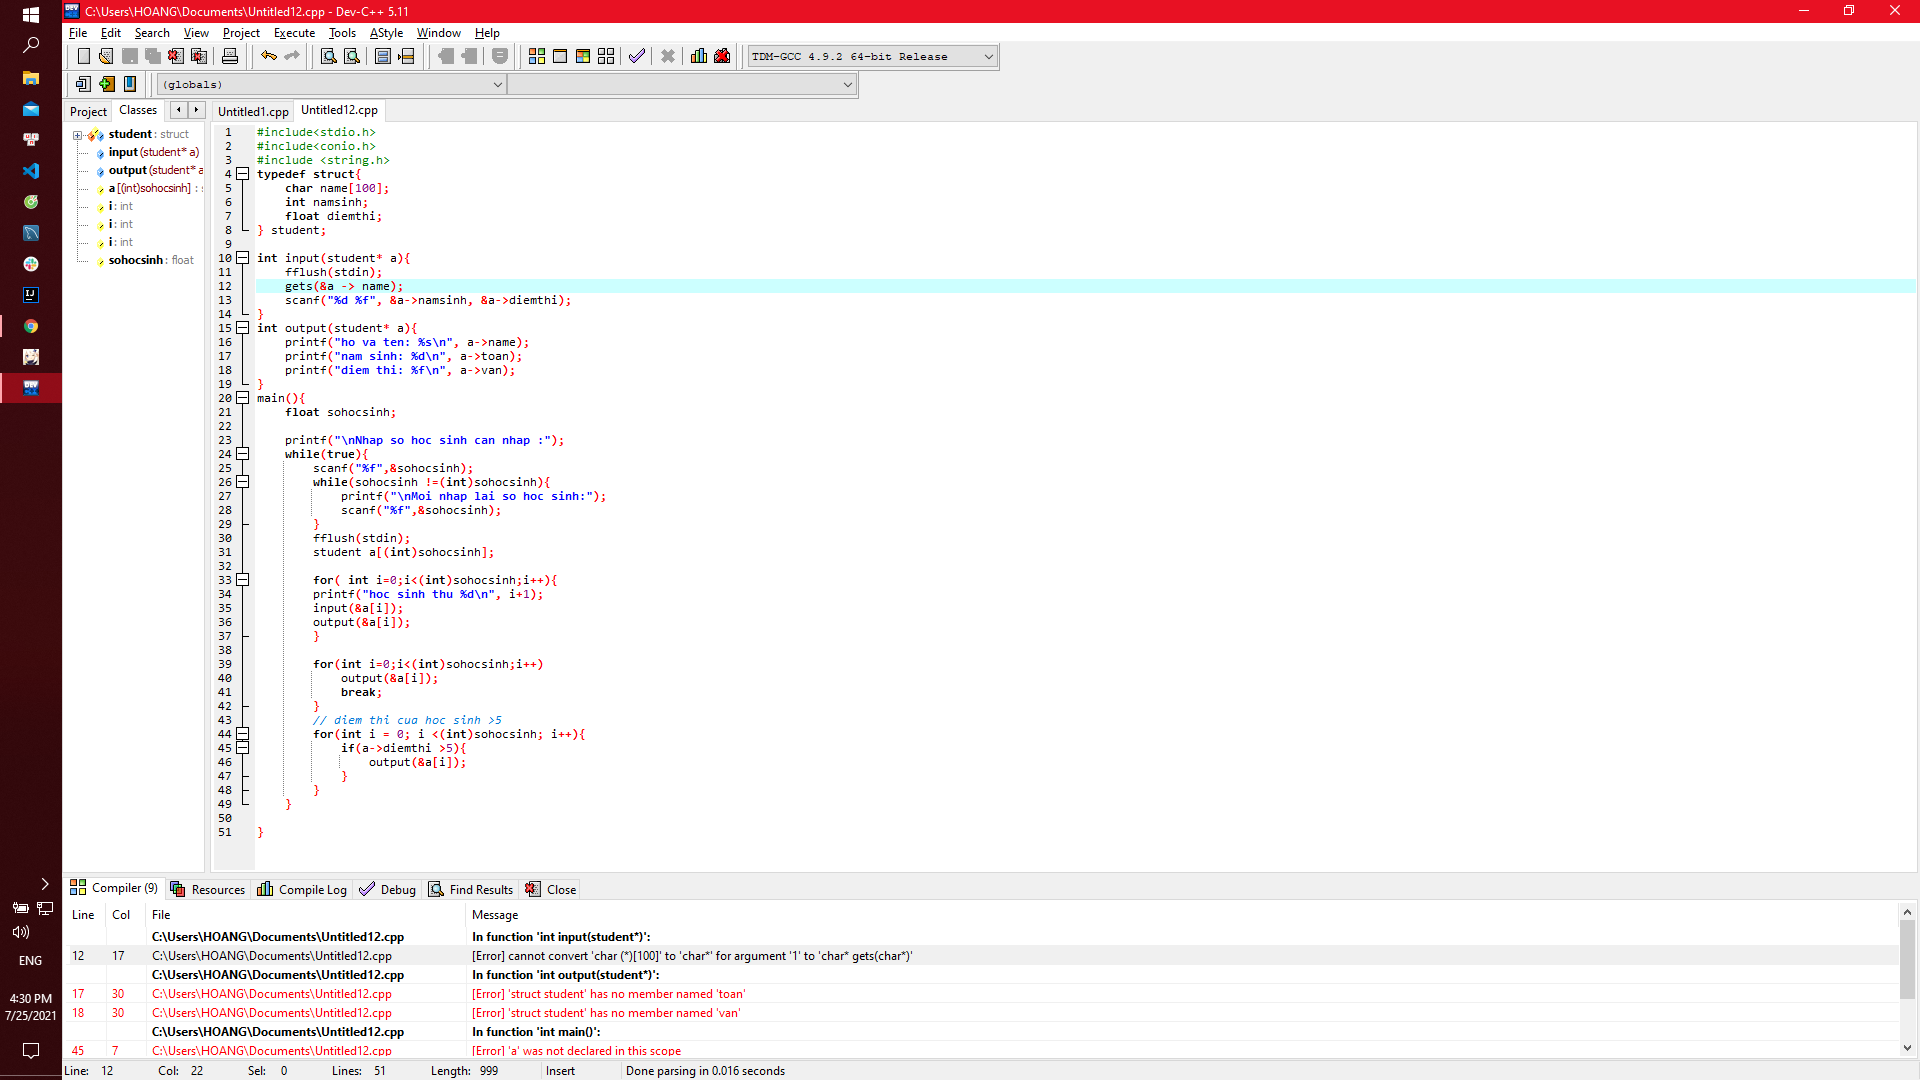 C:\Users\HOANG\Documents\Untitled12.cpp - Dev-C++ 5.11
File Edit Search View Project Execute Tools AStyle Window Help
TDM-GCC 4.9.2 64-bit Release
(globals)
Project Classes Untitled1.cpp Untitled12.cpp
student : struct
input (student* a)
output (student* a
a [(int)sohocsinh] : s
i : int
i : int
i : int
sohocsinh : float
1 #include<stdio.h>
2 #include<conio.h>
3 #include <string.h>
4 typedef struct{
5 char name[100];
6 int namsinh;
7 float diemthi;
8 } student;
9
10 int input(student* a){
11 fflush(stdin);
12 gets(&a -> name);
13 scanf("%d %f", &a->namsinh, &a->diemthi);
14 }
15 int output(student* a){
16 printf("ho va ten: %s\n", a->name);
17 printf("nam sinh: %d\n", a->toan);
18 printf("diem thi: %f\n", a->van);
19 }
20 main(){
21 float sohocsinh;
22
23 printf("\nNhap so hoc sinh can nhap :");
24 while(true){
25 scanf("%f",&sohocsinh);
26 while(sohocsinh !=(int)sohocsinh){
27 printf("\nMoi nhap lai so hoc sinh:");
28 scanf("%f",&sohocsinh);
29 }
30 fflush(stdin);
31 student a[(int)sohocsinh];
32
33 for( int i=0;i<(int)sohocsinh;i++){
34 printf("hoc sinh thu %d\n", i+1);
35 input(&a[i]);
36 output(&a[i]);
37 }
38
39 for(int i=0;i<(int)sohocsinh;i++)
40 output(&a[i]);
41 break;
42 }
43 // diem thi cua hoc sinh >5
44 for(int i = 0; i <(int)sohocsinh; i++){
45 if(a->diemthi >5){
46 output(&a[i]);
47 }
48 }
49 }
50
51 }
Compiler (9) Resources Compile Log Debug Find Results Close
Line Col File Message
C:\Users\HOANG\Documents\Untitled12.cpp In function 'int input(student*)':
12 17 C:\Users\HOANG\Documents\Untitled12.cpp [Error] cannot convert 'char (*)[100]' to 'char*' for argument '1' to 'char* gets(char*)'
C:\Users\HOANG\Documents\Untitled12.cpp In function 'int output(student*)':
17 30 C:\Users\HOANG\Documents\Untitled12.cpp [Error] 'struct student' has no member named 'toan'
18 30 C:\Users\HOANG\Documents\Untitled12.cpp [Error] 'struct student' has no member named 'van'
C:\Users\HOANG\Documents\Untitled12.cpp In function 'int main()':
45 7 C:\Users\HOANG\Documents\Untitled12.cpp [Error] 'a' was not declared in this scope
Line: 12 Col: 22 Sel: 0 Lines: 51 Length: 999 Insert Done parsing in 0.016 seconds
ENG
4:30 PM
7/25/2021